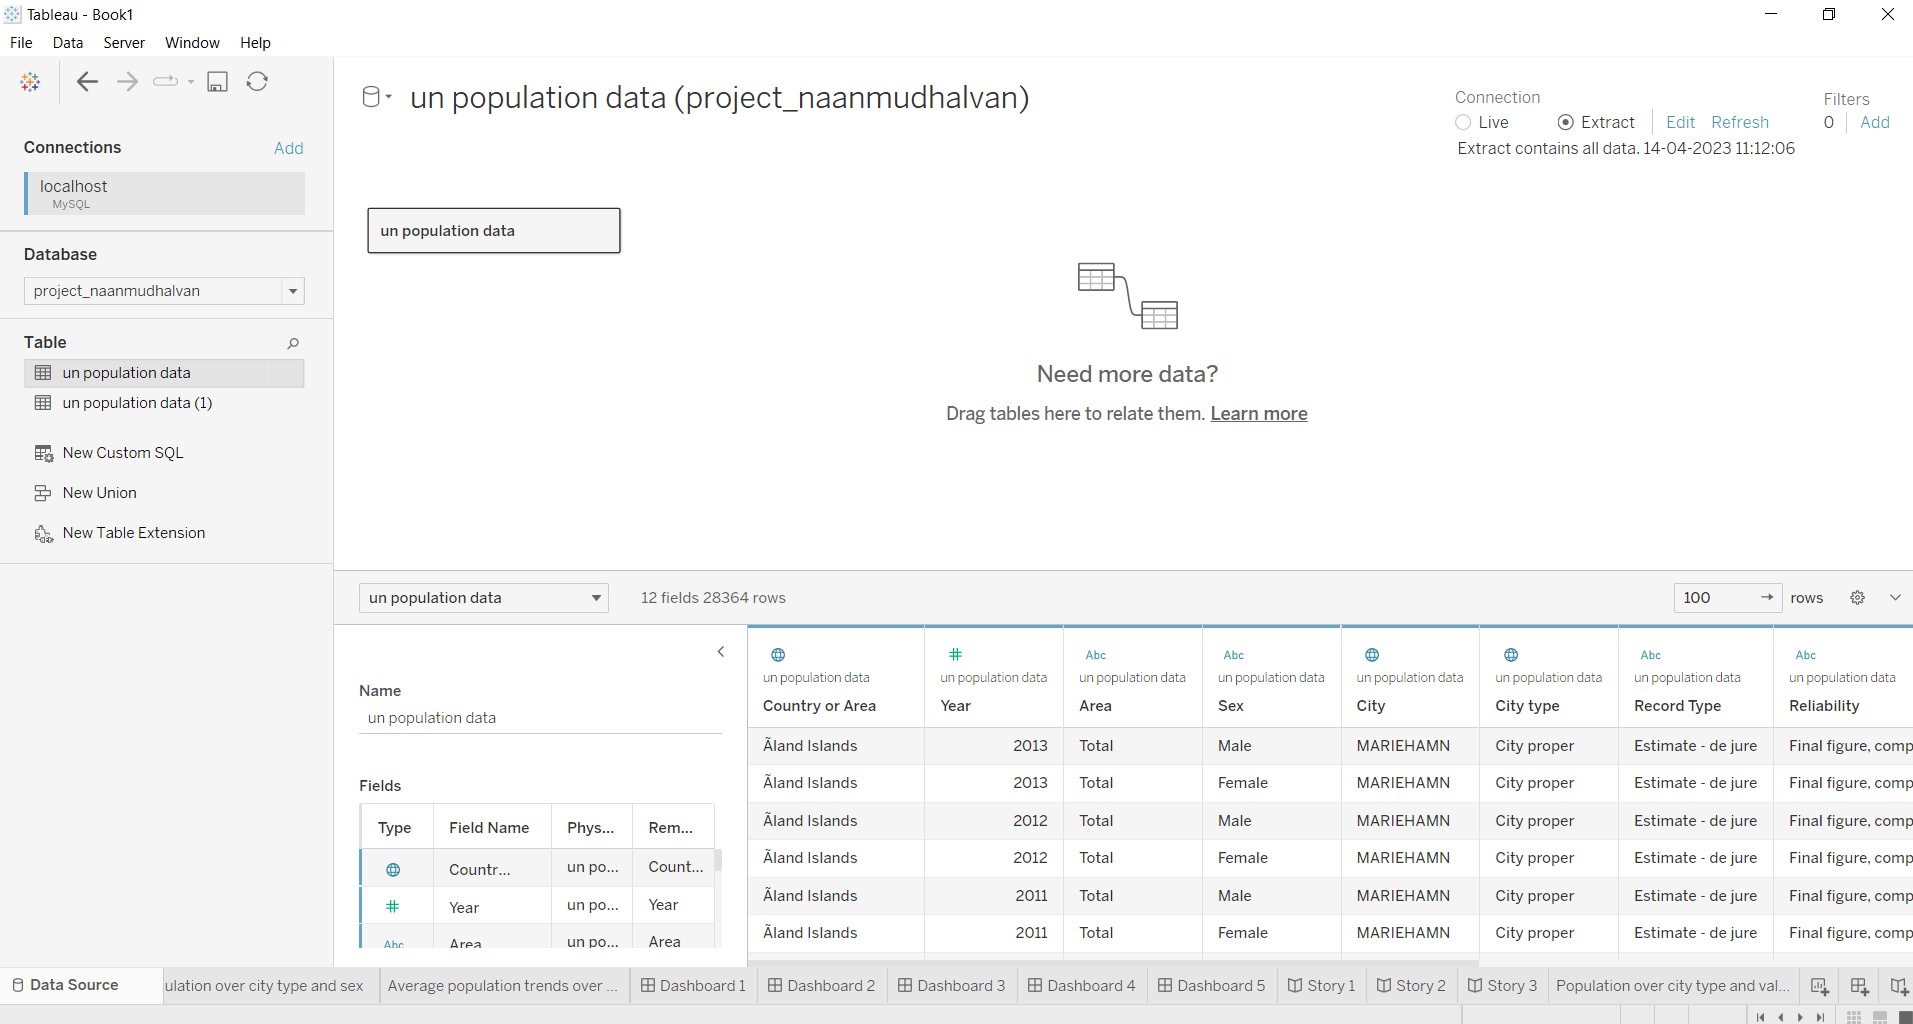 Tableau - Book1
File Data Server Window Help
un population data (project_naanmudhalvan)
Connection
Live Extract Edit Refresh
Extract contains all data. 14-04-2023 11:12:06
Filters
0 Add
Connections Add
localhost
MySQL
Database
project_naanmudhalvan
Table
un population data
un population data (1)
New Custom SQL
New Union
New Table Extension
un population data
Need more data?
Drag tables here to relate them. Learn more
un population data 12 fields 28364 rows 100 rows
Name
un population data
Fields
Type Field Name Phys... Rem...
Countr... un po... Count...
Year un po... Year
Abc Area un po... Area
Abc Abc Abc Abc
un population data un population data un population data un population data un population data un population data un population data un population data
Country or Area Year Area Sex City City type Record Type Reliability
Ãland Islands 2013 Total Male MARIEHAMN City proper Estimate - de jure Final figure, comp
Ãland Islands 2013 Total Female MARIEHAMN City proper Estimate - de jure Final figure, comp
Ãland Islands 2012 Total Male MARIEHAMN City proper Estimate - de jure Final figure, comp
Ãland Islands 2012 Total Female MARIEHAMN City proper Estimate - de jure Final figure, comp
Ãland Islands 2011 Total Male MARIEHAMN City proper Estimate - de jure Final figure, comp
Ãland Islands 2011 Total Female MARIEHAMN City proper Estimate - de jure Final figure, comp
Data Source ulation over city type and sex Average population trends over ... Dashboard 1 Dashboard 2 Dashboard 3 Dashboard 4 Dashboard 5 Story 1 Story 2 Story 3 Population over city type and val...